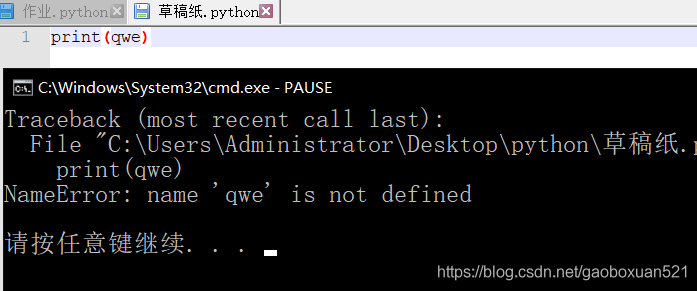 作业.python 草稿纸.python
1 print(qwe)
C:\Windows\System32\cmd.exe - PAUSE
Traceback (most recent call last):
File "C:\Users\Administrator\Desktop\python\草稿纸.p
print(qwe)
NameError: name 'qwe' is not defined
请按任意键继续. . .
https://blog.csdn.net/gaoboxuan521